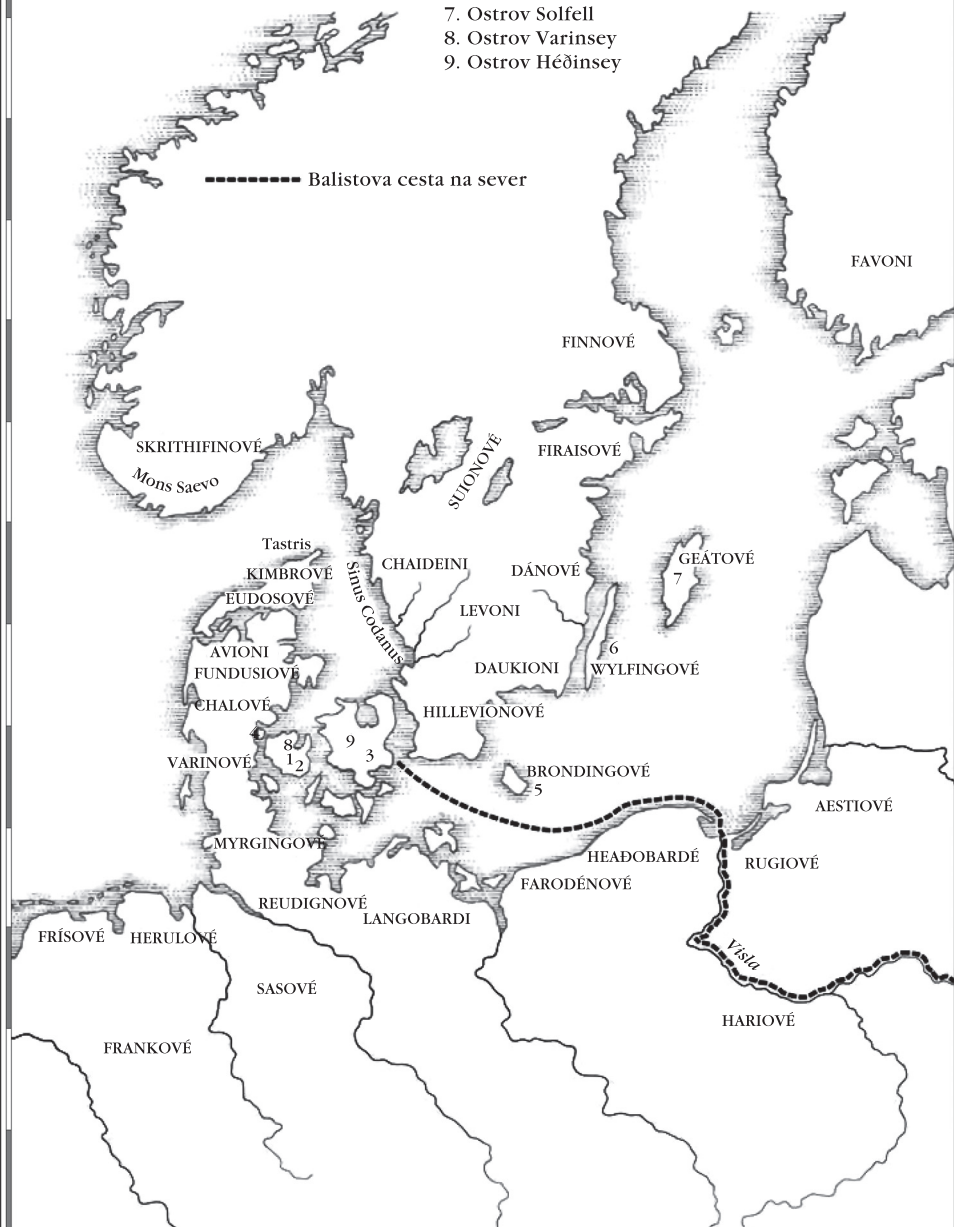 7. Ostrov Solfell
8. Ostrov Varinsey
9. Ostrov Héðinsey
Balistova cesta na sever
FAVONI
FINNOVÉ
SKRITHIFINOVÉ
Mons Saevo
SUIONOVÉ
FIRAISOVÉ
Tastris
KIMBROVÉ
EUDOSOVÉ
Sinus Codanus
CHAIDEINI
DÁNOVÉ
GEÁTOVÉ
7
LEVONI
AVIONI
FUNDUSIOVÉ
6
WYLFINGOVÉ
DAUKIONI
CHALOVÉ
HILLEVIONOVÉ
4
8
9
1
2
3
VARINOVÉ
BRONDINGOVÉ
5
AESTIOVÉ
MYRGINGOVÉ
HEAĐOBARDÉ
RUGIOVÉ
FARODÉNOVÉ
REUDIGNOVÉ
LANGOBARDI
FRÍSOVÉ
HERULOVÉ
Visla
SASOVÉ
HARIOVÉ
FRANKOVÉ